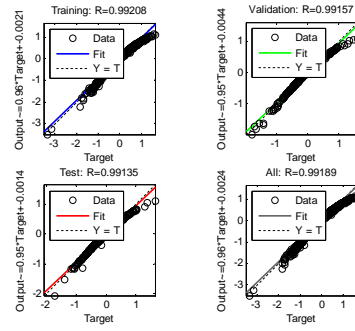 Training: R=0.99208
Output~=0.96*Target+-0.0021
1
0
-1
-2
-3
Data
Fit
Y = T
-3 -2 -1 0 1
Target
Validation: R=0.99157
Output~=0.95*Target+-0.0044
1
0
-1
Data
Fit
Y = T
-1 0 1
Target
Test: R=0.99135
Output~=0.95*Target+-0.0014
1
0
-1
-2
Data
Fit
Y = T
-2 -1 0 1
Target
All: R=0.99189
Output~=0.96*Target+-0.0024
1
0
-1
-2
-3
Data
Fit
Y = T
-3 -2 -1 0 1
Target